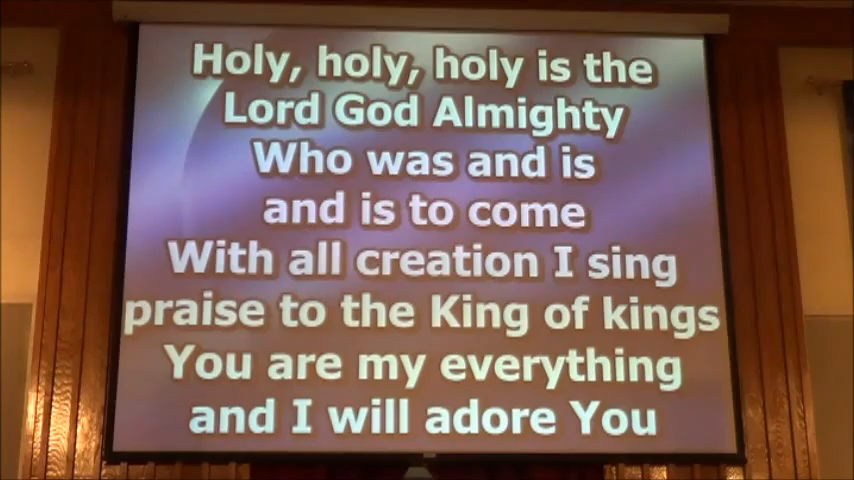 Holy, holy, holy is the
Lord God Almighty
Who was and is
and is to come
With all creation I sing
praise to the King of kings
You are my everything
and I will adore You